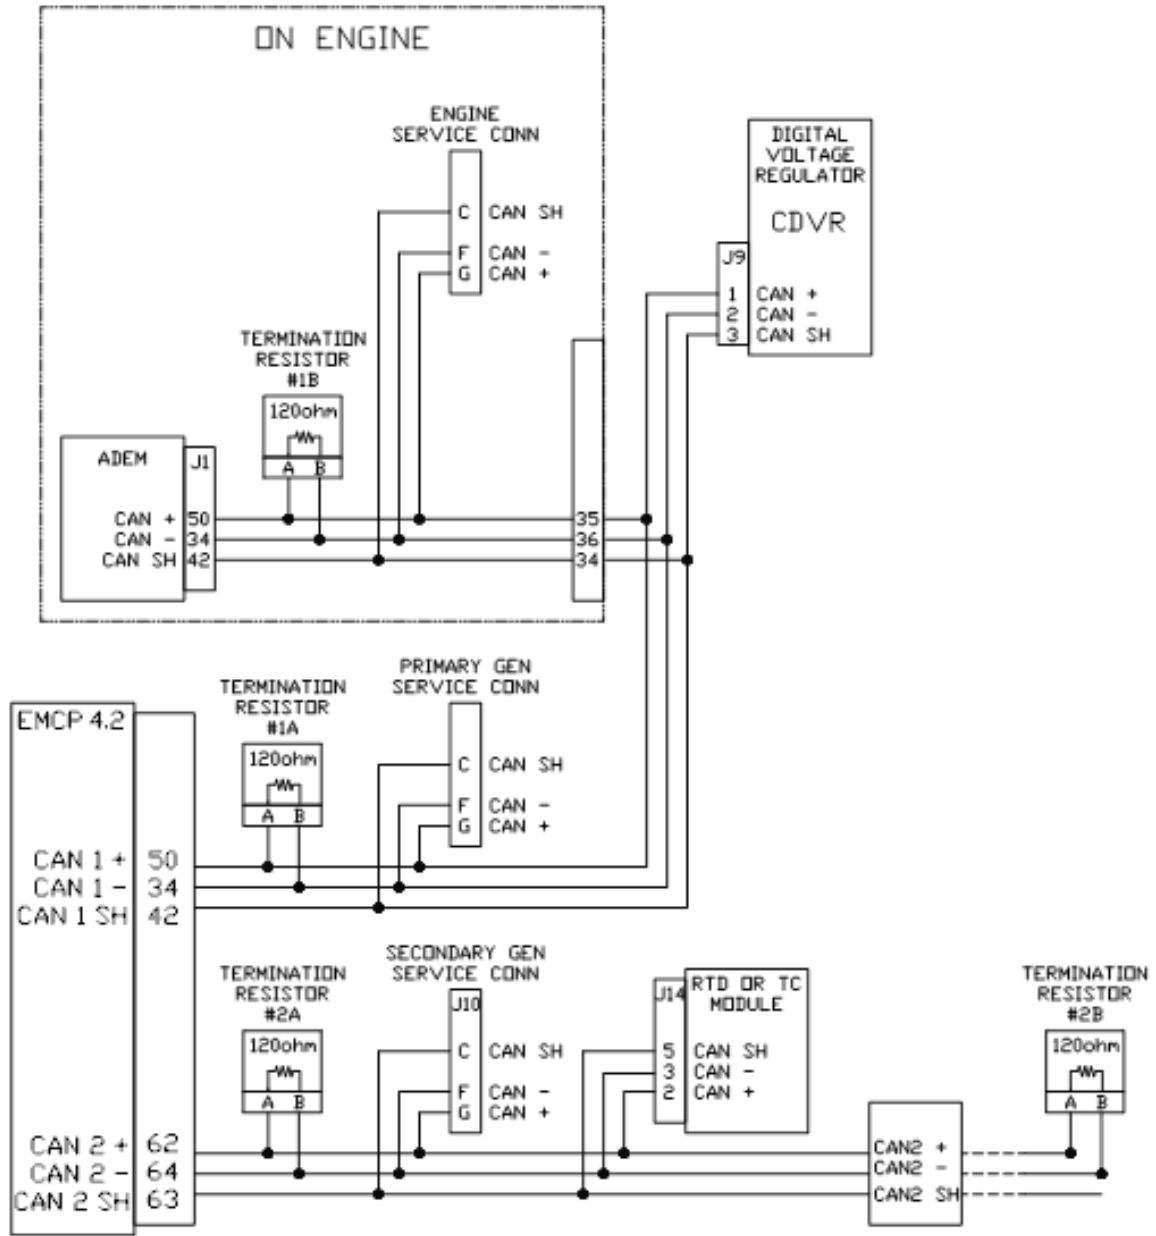 ON ENGINE
ENGINE
SERVICE CONN
C CAN SH
F CAN -
G CAN +
DIGITAL
VOLTAGE
REGULATOR
CDVR
J9
1 CAN +
2 CAN -
3 CAN SH
TERMINATION
RESISTOR
#1B
120ohm
A B
ADEM
J1
CAN + 50
CAN - 34
CAN SH 42
35
36
34
PRIMARY GEN
SERVICE CONN
C CAN SH
F CAN -
G CAN +
TERMINATION
RESISTOR
#1A
120ohm
A B
EMCP 4.2
CAN 1 + 50
CAN 1 - 34
CAN 1 SH 42
SECONDARY GEN
SERVICE CONN
J10
C CAN SH
F CAN -
G CAN +
TERMINATION
RESISTOR
#2A
120ohm
A B
RTD OR TC
MODULE
J14
5 CAN SH
3 CAN -
2 CAN +
TERMINATION
RESISTOR
#2B
120ohm
A B
CAN 2 + 62
CAN 2 - 64
CAN 2 SH 63
CAN2 +
CAN2 -
CAN2 SH